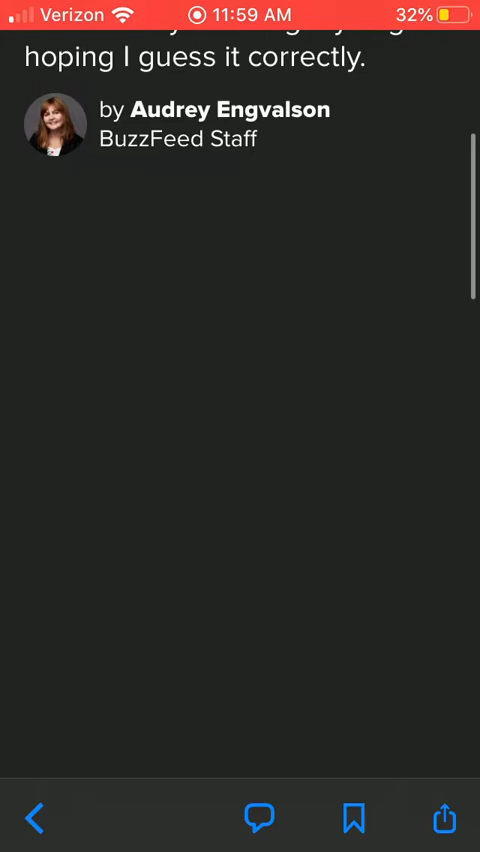 Verizon 11:59 AM 32%
hoping I guess it correctly.
by Audrey Engvalson
BuzzFeed Staff